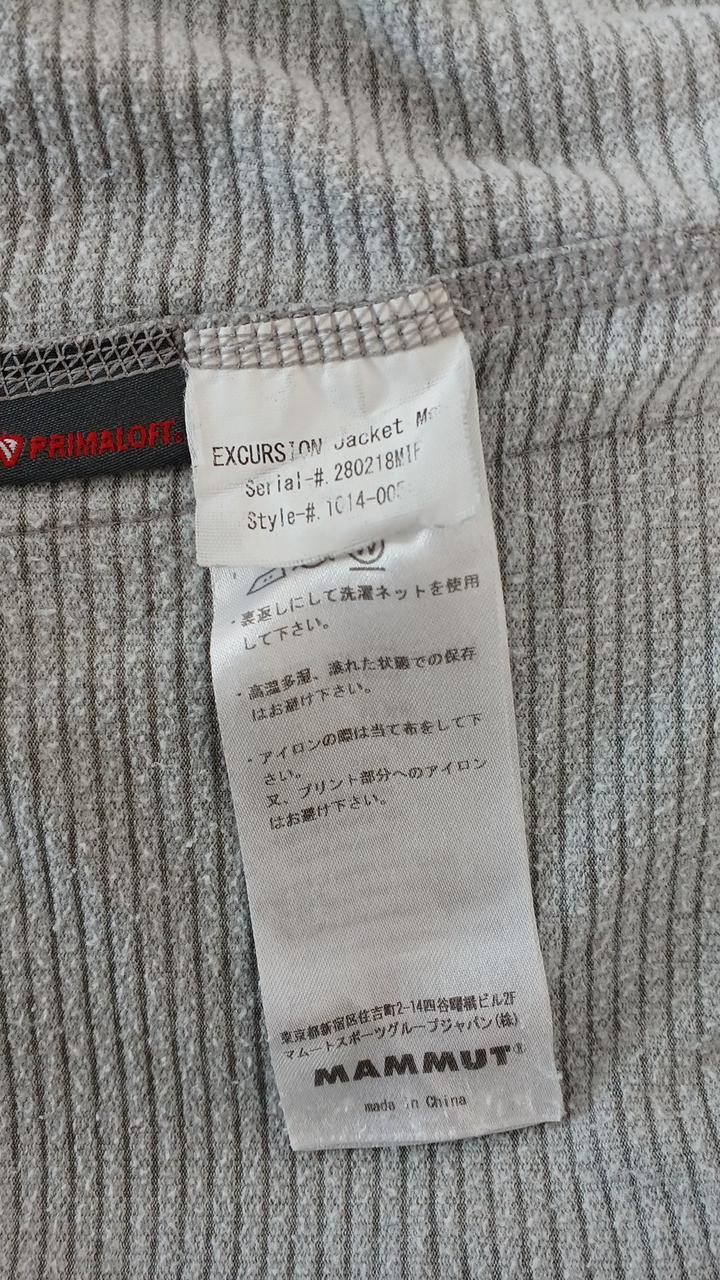 PRIMALOFT
EXCURSION Jacket
Serial-#. 280218MIF
Style-#. 1014-005
・裏返しにして洗濯ネットを使用
して下さい。
・高温多湿、濡れた状態での保存
はお避け下さい。
・アイロンの際は当て布をして下
さい。
又、プリント部分へのアイロン
はお避け下さい。
東京都新宿区住吉町2-14四谷曙橋ビル2F
マムートスポーツグループジャパン(株)
MAMMUT®
made in China